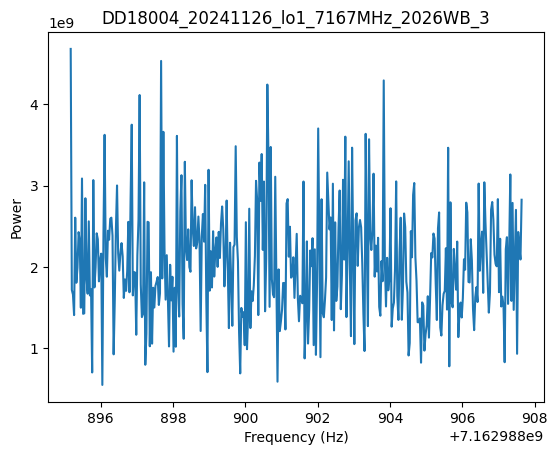 DD18004_20241126_lo1_7167MHz_2026WB_3
1e9
4
3
2
1
Power
896 898 900 902 904 906 908
Frequency (Hz)
+7.162988e9